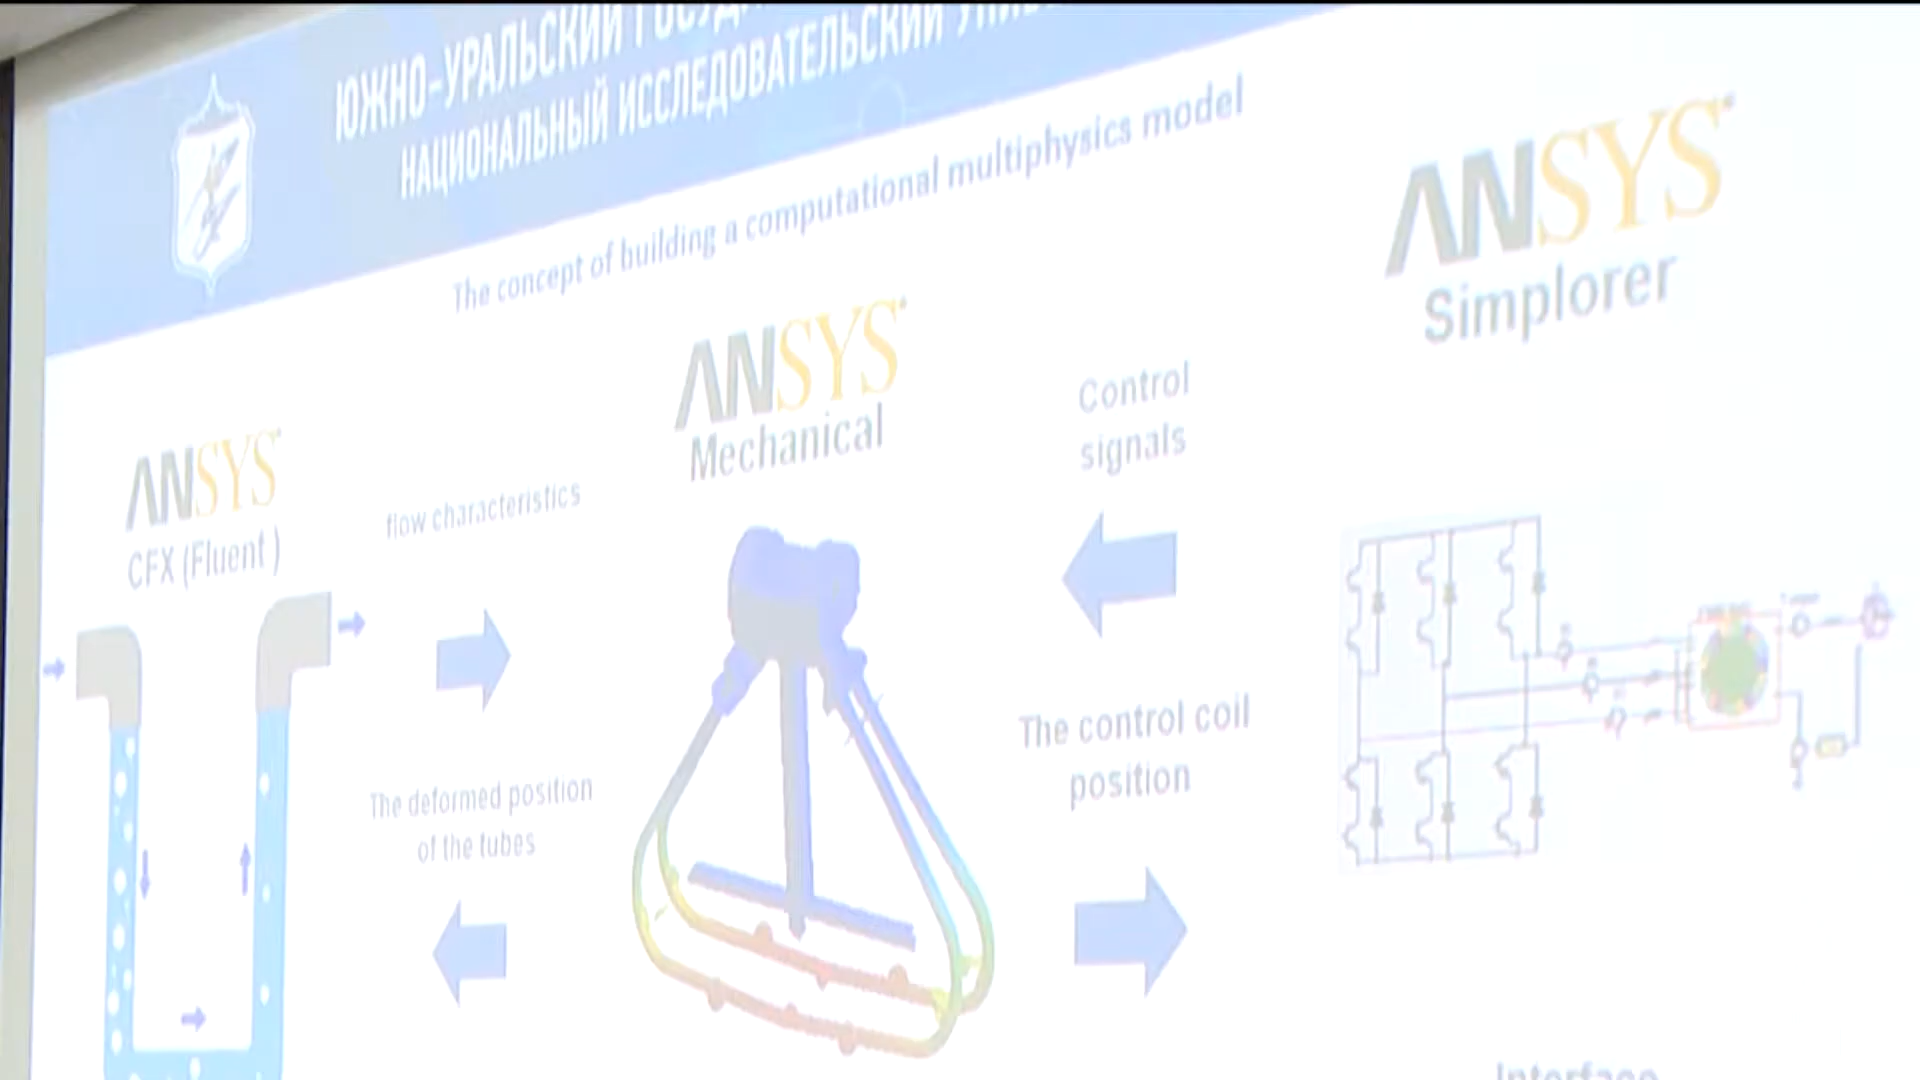 ЮЖНО-УРАЛЬСКИЙ
НАЦИОНАЛЬНЫЙ ИССЛЕДОВАТЕЛЬСКИЙ
The concept of building a computational multiphysics model
ANSYS
Simplorer
ANSYS
Mechanical
Control
signals
ANSYS
CFX (Fluent )
flow characteristics
The control coil
position
The deformed position
of the tubes
Interface